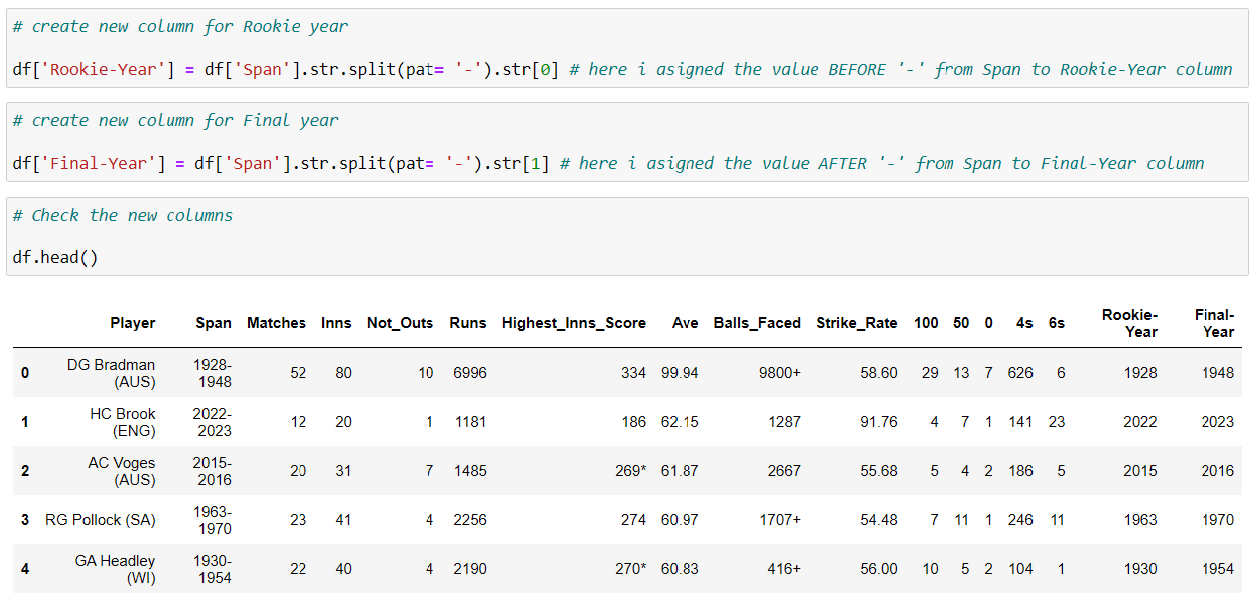 # create new column for Rookie year
df['Rookie-Year'] = df['Span'].str.split(pat= '-').str[0] # here i asigned the value BEFORE '-' from Span to Rookie-Year column
# create new column for Final year
df['Final-Year'] = df['Span'].str.split(pat= '-').str[1] # here i asigned the value AFTER '-' from Span to Final-Year column
# Check the new columns
df.head()
Player Span Matches Inns Not_Outs Runs Highest_Inns_Score Ave Balls_Faced Strike_Rate 100 50 0 4s 6s Rookie-Year Final-Year
0 DG Bradman (AUS) 1928-1948 52 80 10 6996 334 99.94 9800+ 58.60 29 13 7 626 6 1928 1948
1 HC Brook (ENG) 2022-2023 12 20 1 1181 186 62.15 1287 91.76 4 7 1 141 23 2022 2023
2 AC Voges (AUS) 2015-2016 20 31 7 1485 269* 61.87 2667 55.68 5 4 2 186 5 2015 2016
3 RG Pollock (SA) 1963-1970 23 41 4 2256 274 60.97 1707+ 54.48 7 11 1 246 11 1963 1970
4 GA Headley (WI) 1930-1954 22 40 4 2190 270* 60.83 416+ 56.00 10 5 2 104 1 1930 1954